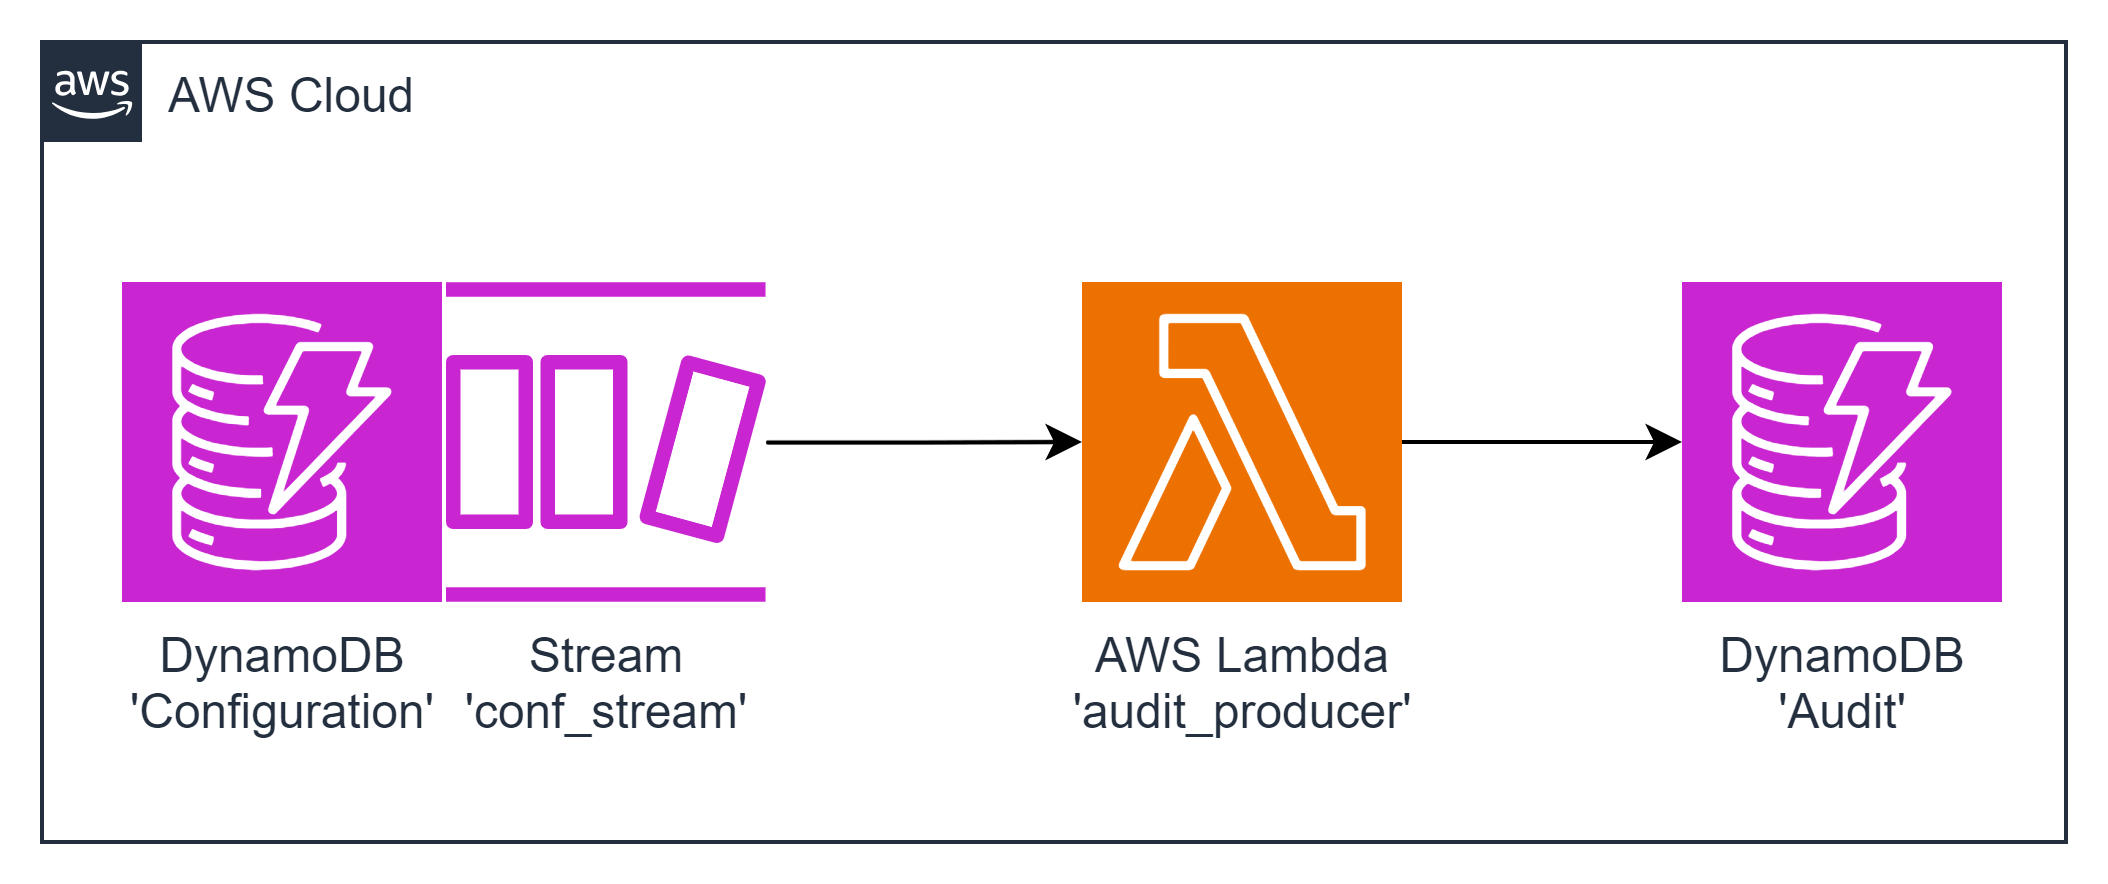 aws
AWS Cloud
DynamoDB
'Configuration'
Stream
'conf_stream'
AWS Lambda
'audit_producer'
DynamoDB
'Audit'